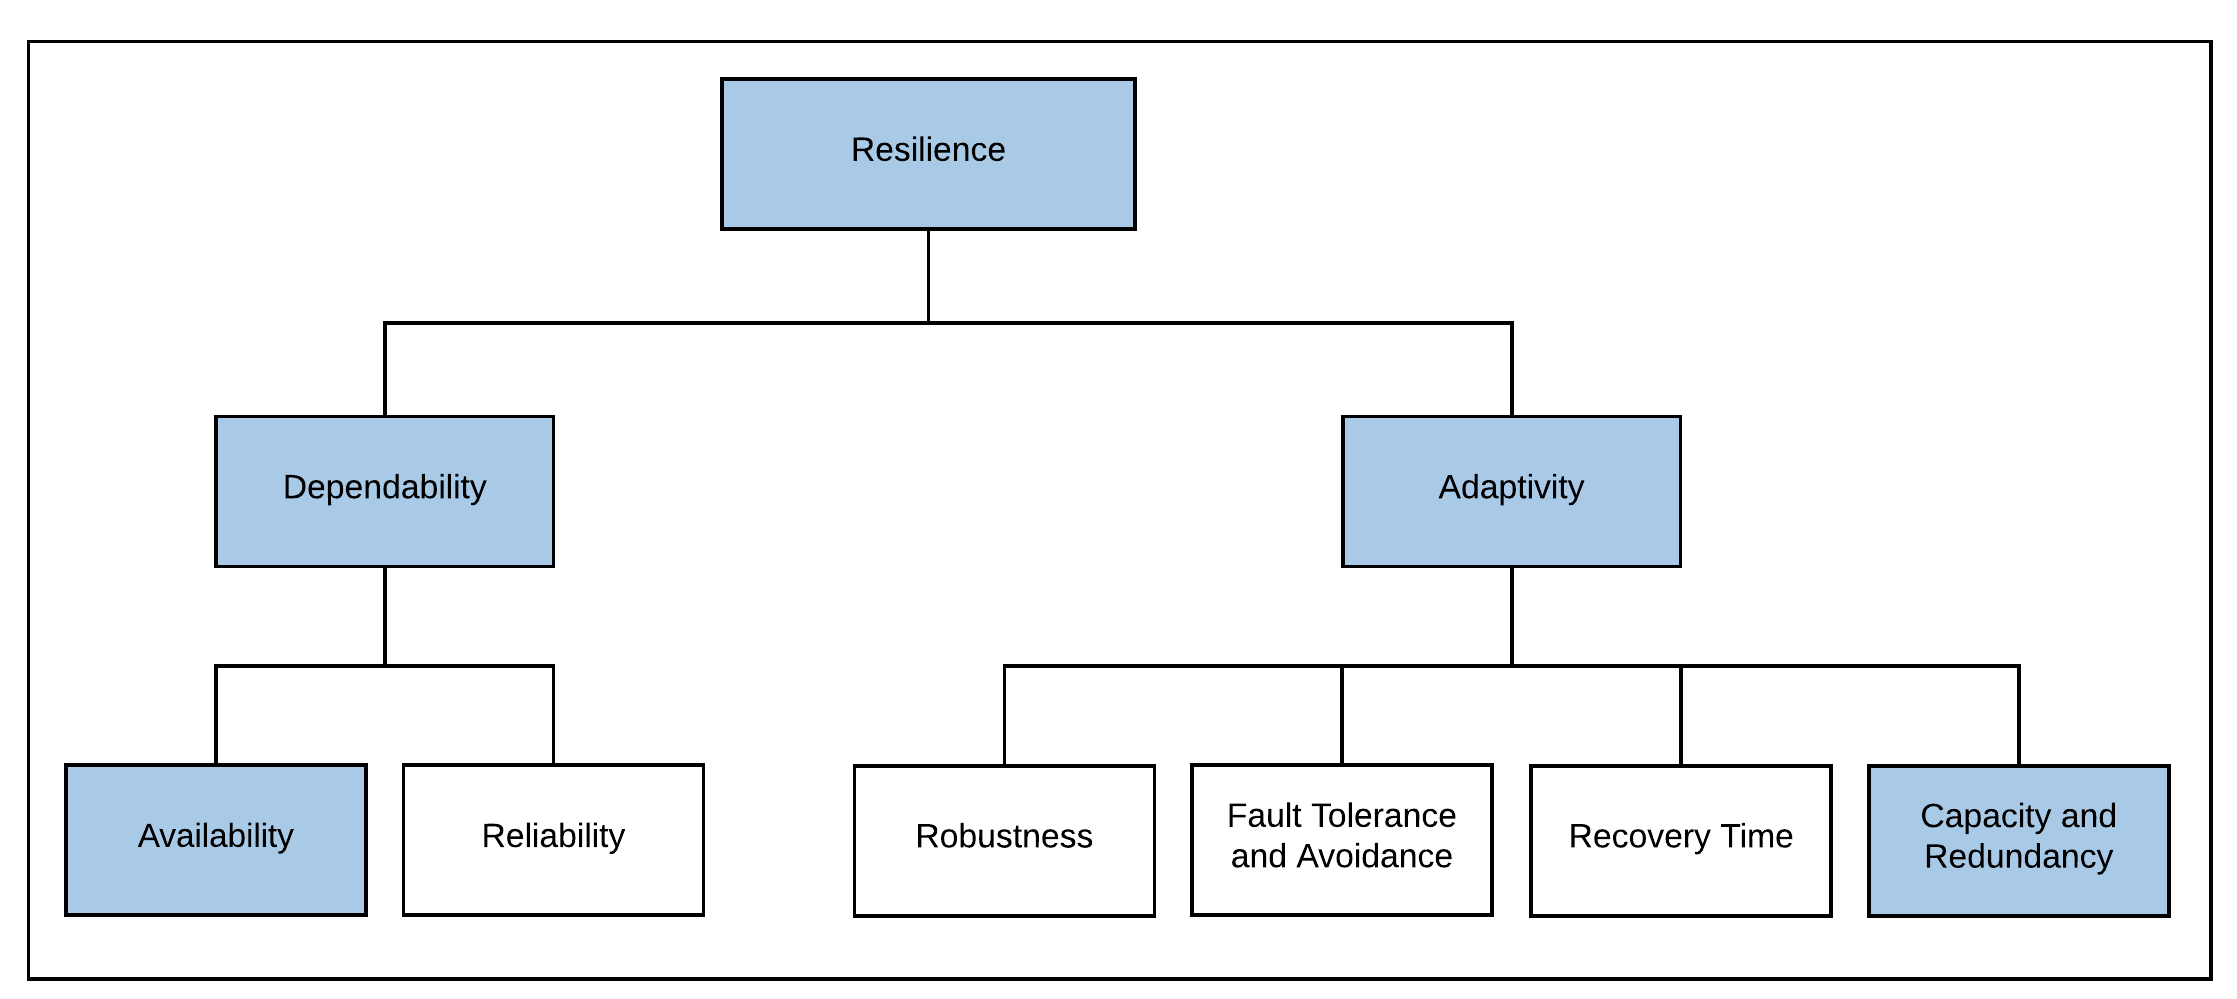 Resilience
Dependability
Adaptivity
Availability
Reliability
Robustness
Fault Tolerance
and Avoidance
Recovery Time
Capacity and
Redundancy